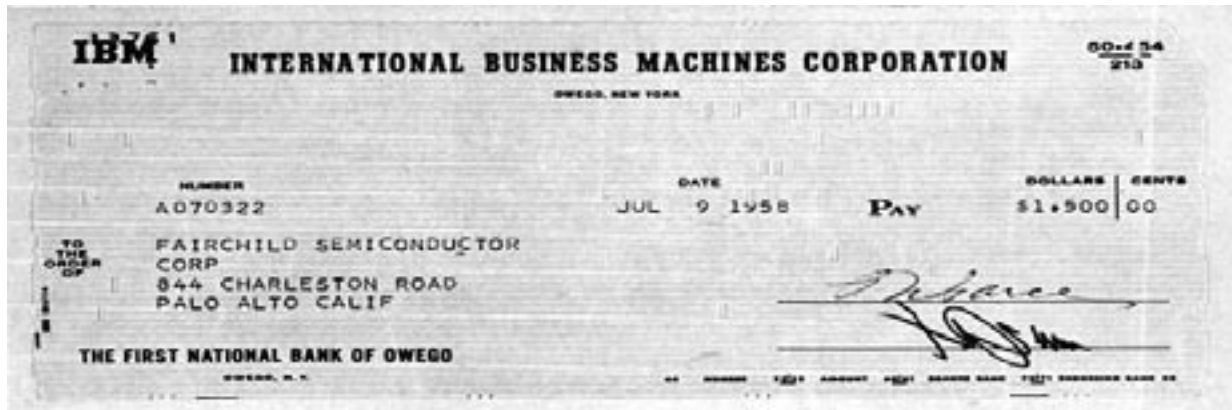 IBM
INTERNATIONAL BUSINESS MACHINES CORPORATION
OWEGO, NEW YORK
213
NUMBER DATE DOLLARS CENTS
A070322 JUL 9 1958 PAY $1,500 00
TO THE ORDER OF
FAIRCHILD SEMICONDUCTOR
CORP
844 CHARLESTON ROAD
PALO ALTO CALIF
THE FIRST NATIONAL BANK OF OWEGO
OWEGO, N. Y.